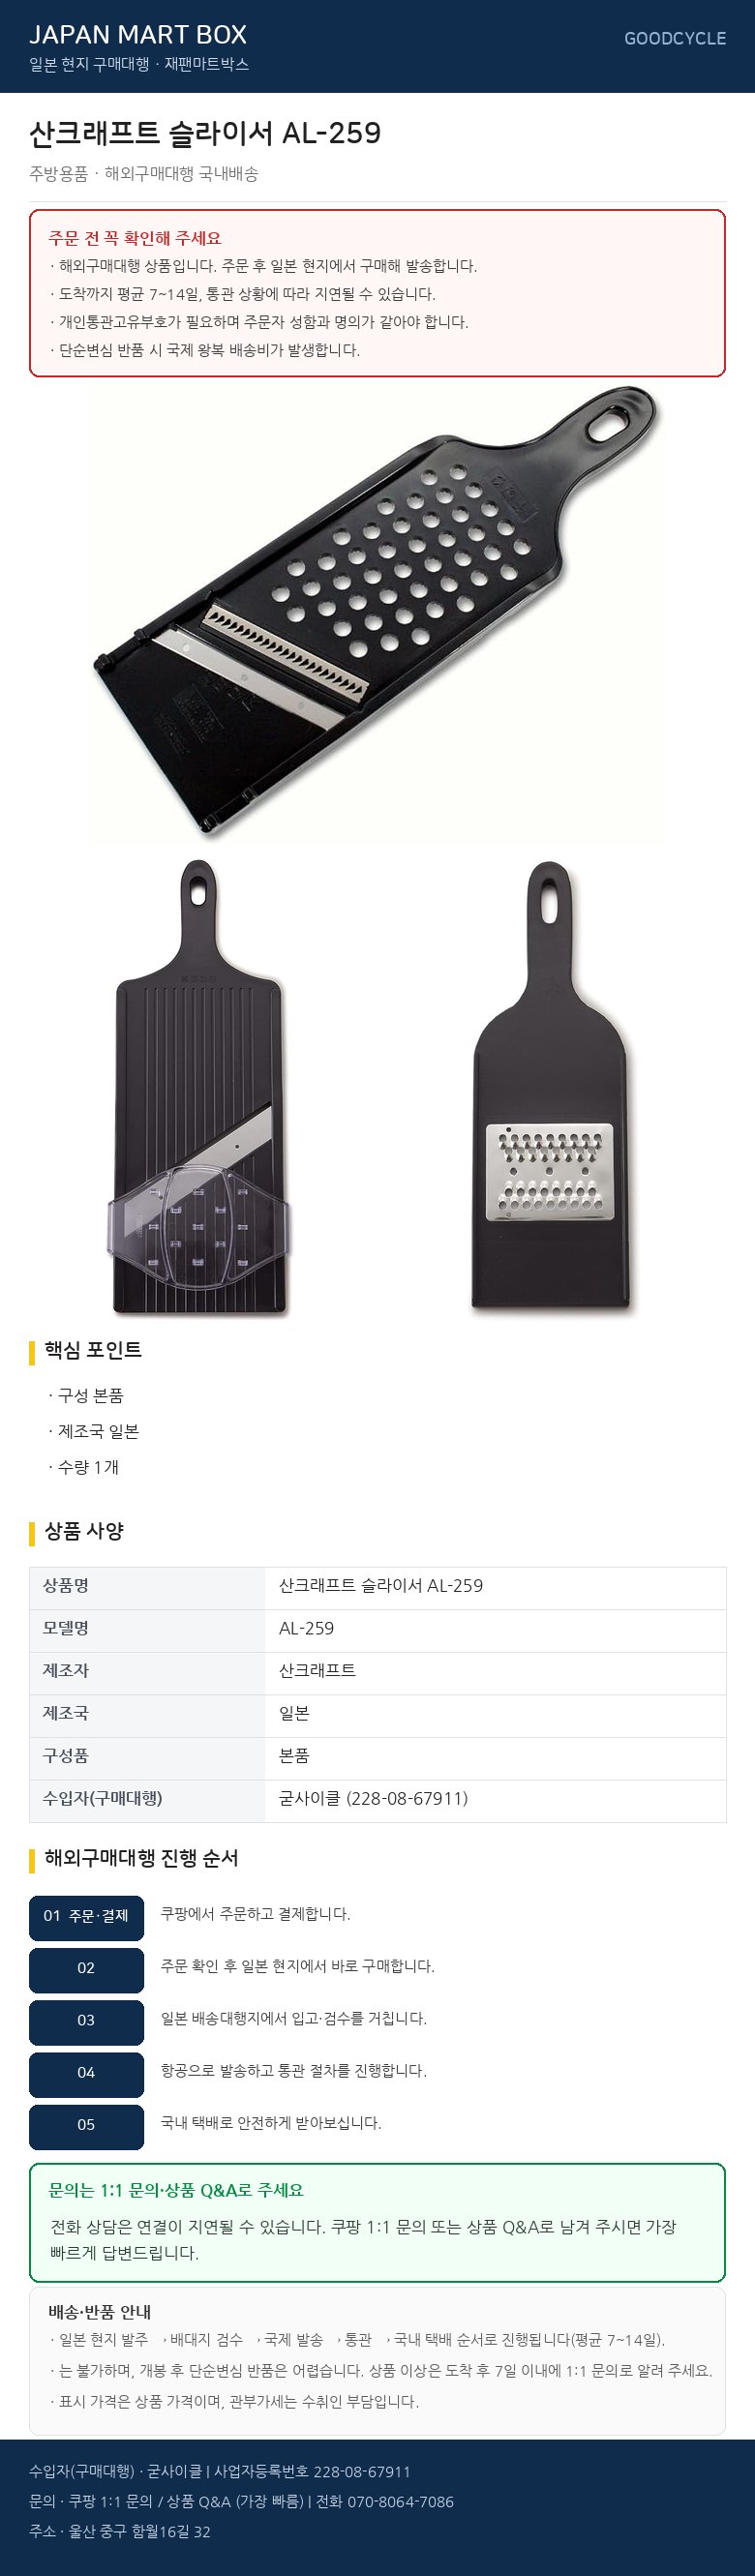 JAPAN MART BOX
GOODCYCLE
일본 현지 구매대행 · 재팬마트박스
산크래프트 슬라이서 AL-259
주방용품 · 해외구매대행 국내배송
주문 전 꼭 확인해 주세요
· 해외구매대행 상품입니다. 주문 후 일본 현지에서 구매해 발송합니다.
· 도착까지 평균 7~14일, 통관 상황에 따라 지연될 수 있습니다.
· 개인통관고유부호가 필요하며 주문자 성함과 명의가 같아야 합니다.
· 단순변심 반품 시 국제 왕복 배송비가 발생합니다.
핵심 포인트
· 구성 본품
· 제조국 일본
· 수량 1개
상품 사양
상품명 산크래프트 슬라이서 AL-259
모델명 AL-259
제조자 산크래프트
제조국 일본
구성품 본품
수입자(구매대행) 굳사이클 (228-08-67911)
해외구매대행 진행 순서
01 주문·결제 쿠팡에서 주문하고 결제합니다.
02 주문 확인 후 일본 현지에서 바로 구매합니다.
03 일본 배송대행지에서 입고·검수를 거칩니다.
04 항공으로 발송하고 통관 절차를 진행합니다.
05 국내 택배로 안전하게 받아보십니다.
문의는 1:1 문의·상품 Q&A로 주세요
전화 상담은 연결이 지연될 수 있습니다. 쿠팡 1:1 문의 또는 상품 Q&A로 남겨 주시면 가장
빠르게 답변드립니다.
배송·반품 안내
· 일본 현지 발주 › 배대지 검수 › 국제 발송 › 통관 › 국내 택배 순서로 진행됩니다(평균 7~14일).
· 는 불가하며, 개봉 후 단순변심 반품은 어렵습니다. 상품 이상은 도착 후 7일 이내에 1:1 문의로 알려 주세요.
· 표시 가격은 상품 가격이며, 관부가세는 수취인 부담입니다.
수입자(구매대행) · 굳사이클 | 사업자등록번호 228-08-67911
문의 · 쿠팡 1:1 문의 / 상품 Q&A (가장 빠름) | 전화 070-8064-7086
주소 · 울산 중구 함월16길 32